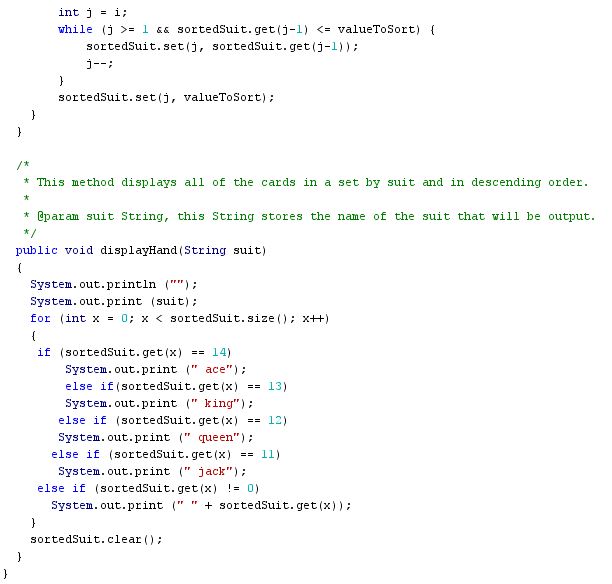 int j = i;
while (j >= 1 && sortedSuit.get(j-1) <= valueToSort) {
sortedSuit.set(j, sortedSuit.get(j-1));
j--;
}
sortedSuit.set(j, valueToSort);
}
}
/*
* This method displays all of the cards in a set by suit and in descending order.
*
* @param suit String, this String stores the name of the suit that will be output.
*/
public void displayHand(String suit)
{
System.out.println ("");
System.out.print (suit);
for (int x = 0; x < sortedSuit.size(); x++)
{
if (sortedSuit.get(x) == 14)
System.out.print (" ace");
else if(sortedSuit.get(x) == 13)
System.out.print (" king");
else if (sortedSuit.get(x) == 12)
System.out.print (" queen");
else if (sortedSuit.get(x) == 11)
System.out.print (" jack");
else if (sortedSuit.get(x) != 0)
System.out.print (" " + sortedSuit.get(x));
}
sortedSuit.clear();
}
}